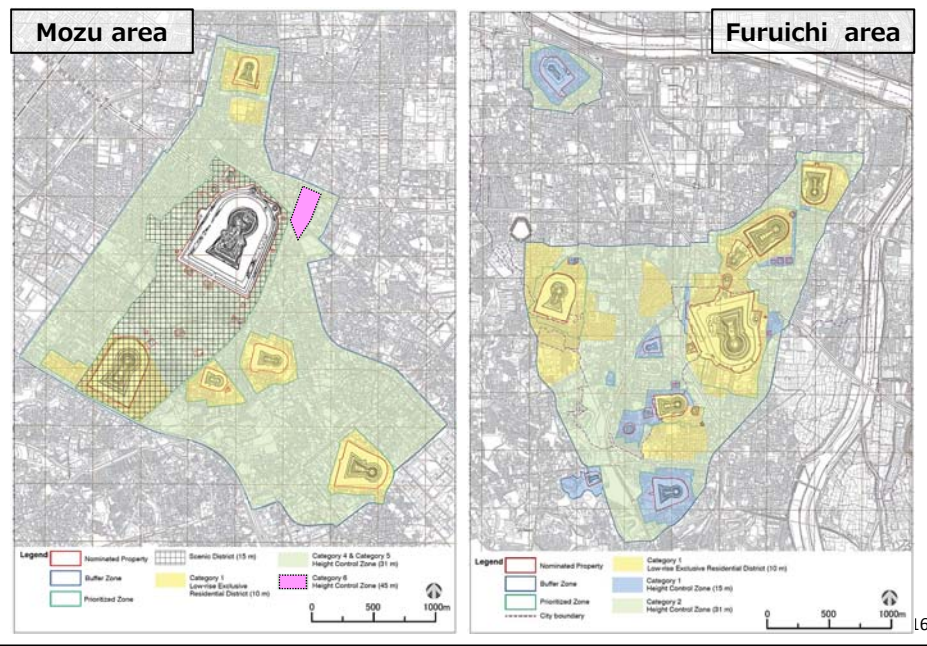 Mozu area
Furuichi area
Legend
Nominated Property
Buffer Zone
Prioritized Zone
Scenic District (15 m)
Category 1
Low-rise Exclusive
Residential District (10 m)
Category 4 & Category 5
Height Control Zone (31 m)
Category 6
Height Control Zone (45 m)
0 500 1000m
Legend
Nominated Property
Buffer Zone
Prioritized Zone
City boundary
Category 1
Low-rise Exclusive Residential District (10 m)
Category 1
Height Control Zone (15 m)
Category 2
Height Control Zone (31 m)
0 500 1000m
16